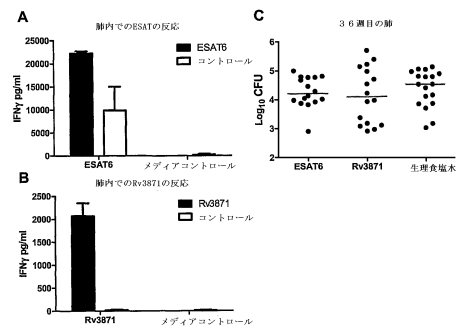 A
肺内でのESATの反応
IFNγ pg/ml
25000
20000
15000
10000
5000
0
ESAT6
コントロール
ESAT6
メディアコントロール
B
肺内でのRv3871の反応
IFNγ pg/ml
2500
2000
1500
1000
500
0
Rv3871
コントロール
Rv3871
メディアコントロール
C
36週目の肺
Log10 CFU
6
5
4
3
2
ESAT6
Rv3871
生理食塩水